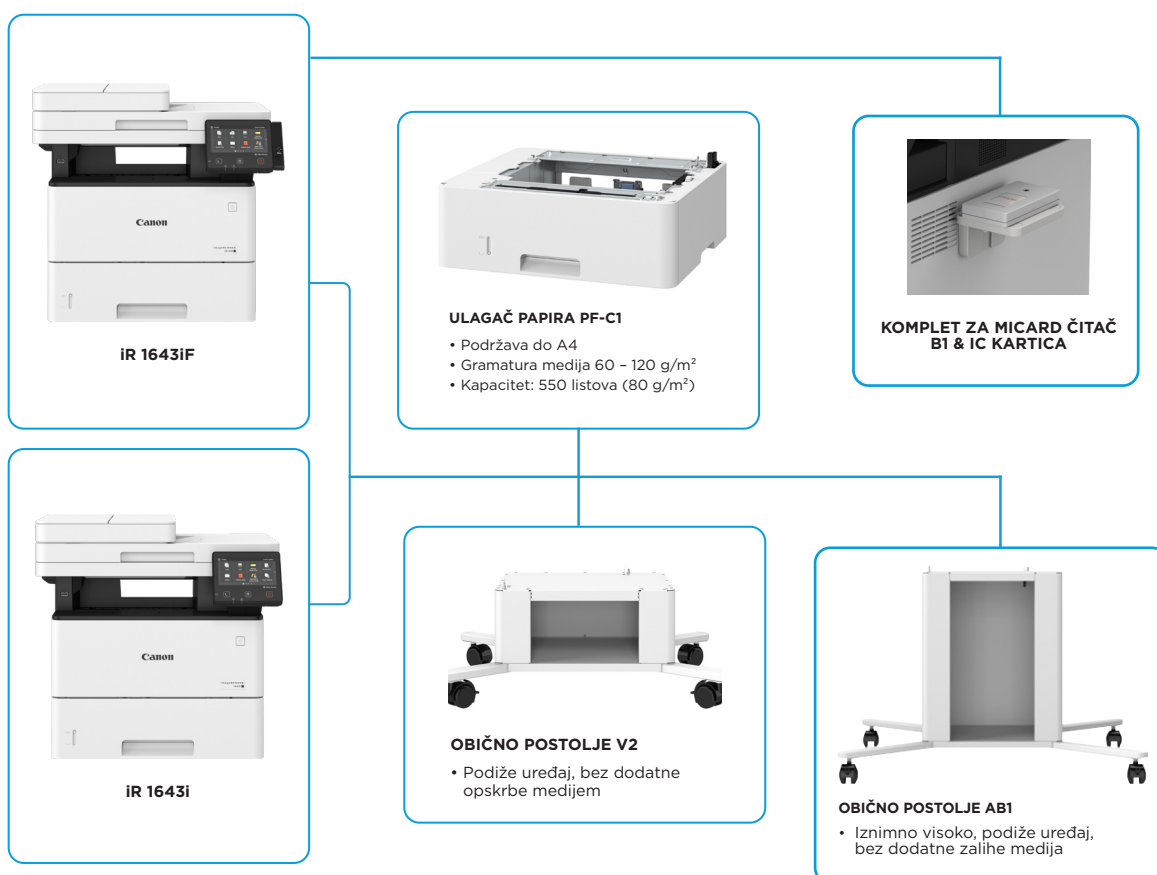 Canon
iR 1643iF
ULAGAČ PAPIRA PF-C1
• Podržava do A4
• Gramatura medija 60 – 120 g/m²
• Kapacitet: 550 listova (80 g/m²)
KOMPLET ZA MICARD ČITAČ
B1 & IC KARTICA
Canon
iR 1643i
OBIČNO POSTOLJE V2
• Podiže uređaj, bez dodatne
opskrbe medijem
OBIČNO POSTOLJE AB1
• Iznimno visoko, podiže uređaj,
bez dodatne zalihe medija